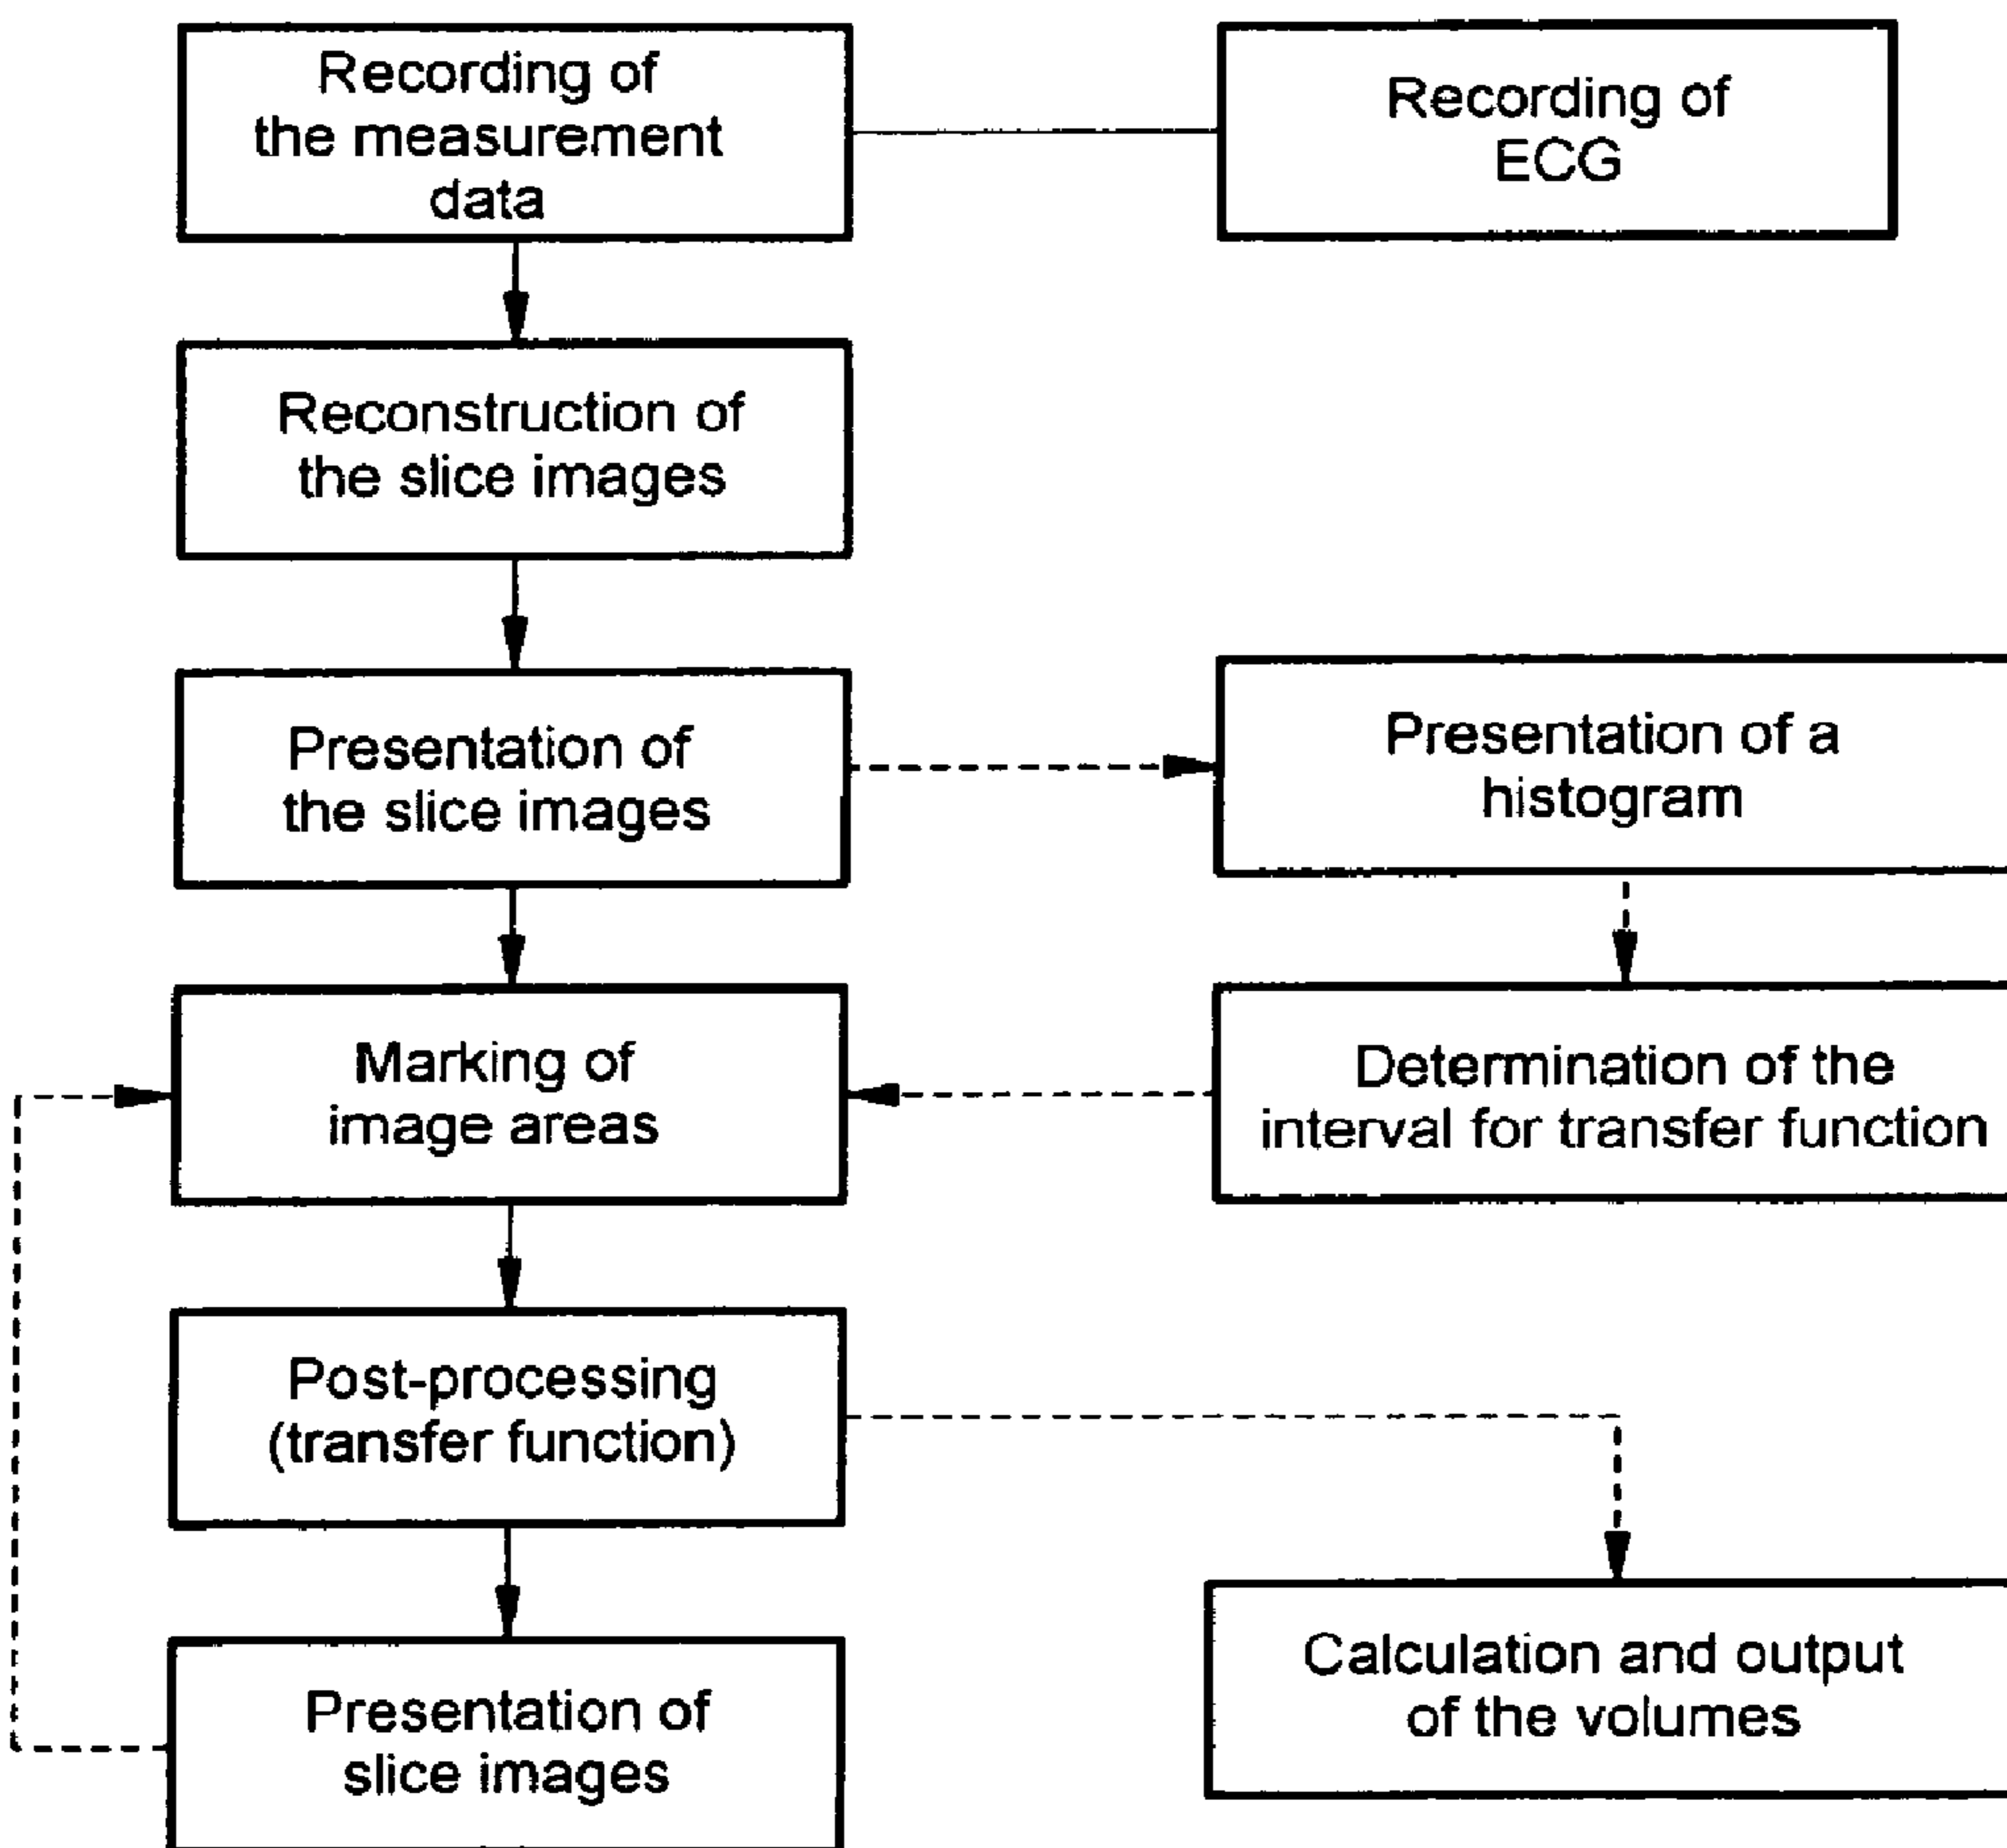 Recording of
the measurement
data
Recording of
ECG
Reconstruction of
the slice images
Presentation of
the slice images
Presentation of a
histogram
Marking of
image areas
Determination of the
interval for transfer function
Post-processing
(transfer function)
Calculation and output
of the volumes
Presentation of
slice images